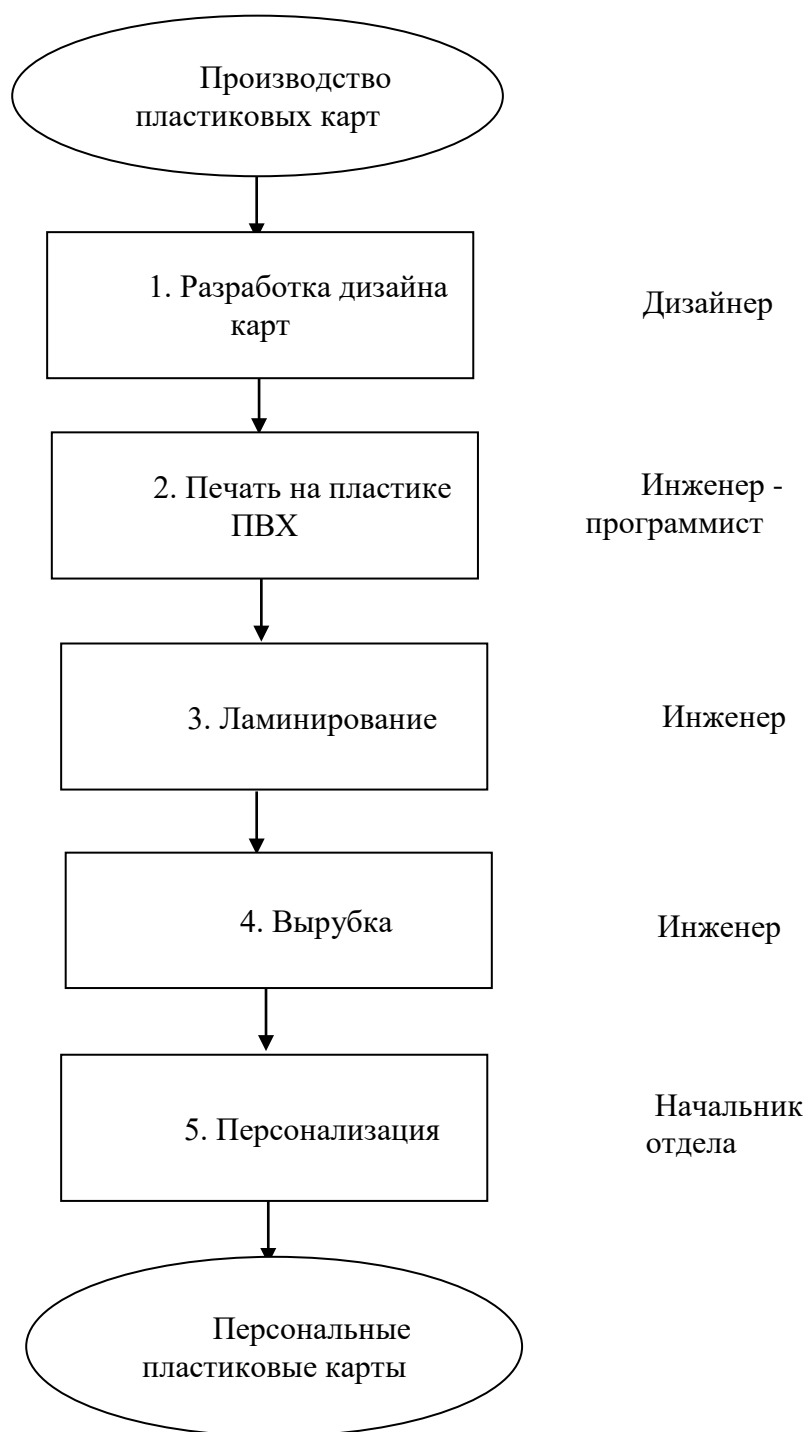 Производство
пластиковых карт
1. Разработка дизайна
карт
Дизайнер
2. Печать на пластике
ПВХ
Инженер -
программист
3. Ламинирование
Инженер
4. Вырубка
Инженер
5. Персонализация
Начальник
отдела
Персональные
пластиковые карты